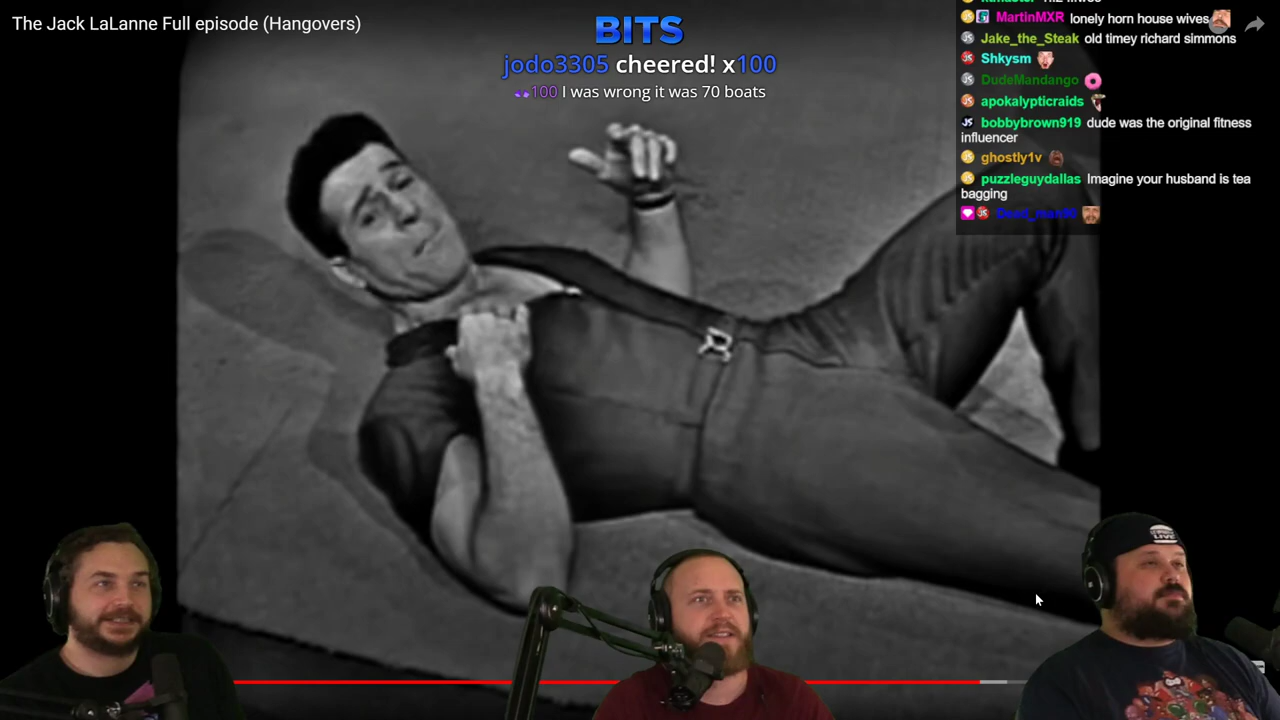 The Jack LaLanne Full episode (Hangovers)
BITS
jodo3305 cheered! x100
100 I was wrong it was 70 boats
MartinMXR lonely horn house wives
Jake_the_Steak old timey richard simmons
Shkysm
DudeMandango
apokalypticraids
bobbybrown919 dude was the original fitness
influencer
ghostly1v
puzzleguydallas Imagine your husband is tea
bagging
LIVE